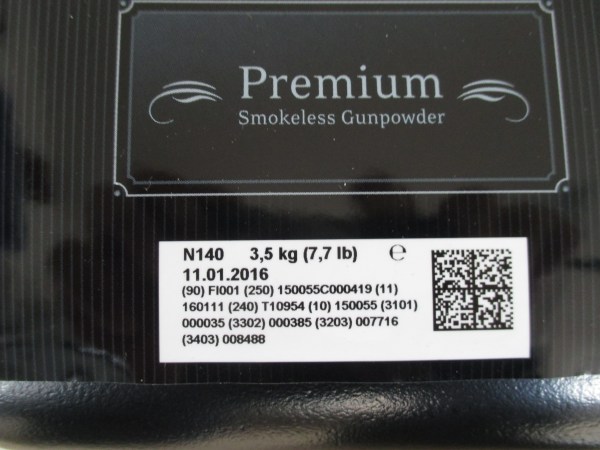 Premium
Smokeless Gunpowder
N140 3,5 kg (7,7 lb) ℮
11.01.2016
(90) FI001 (250) 150055C000419 (11)
160111 (240) T10954 (10) 150055 (3101)
000035 (3302) 000385 (3203) 007716
(3403) 008488